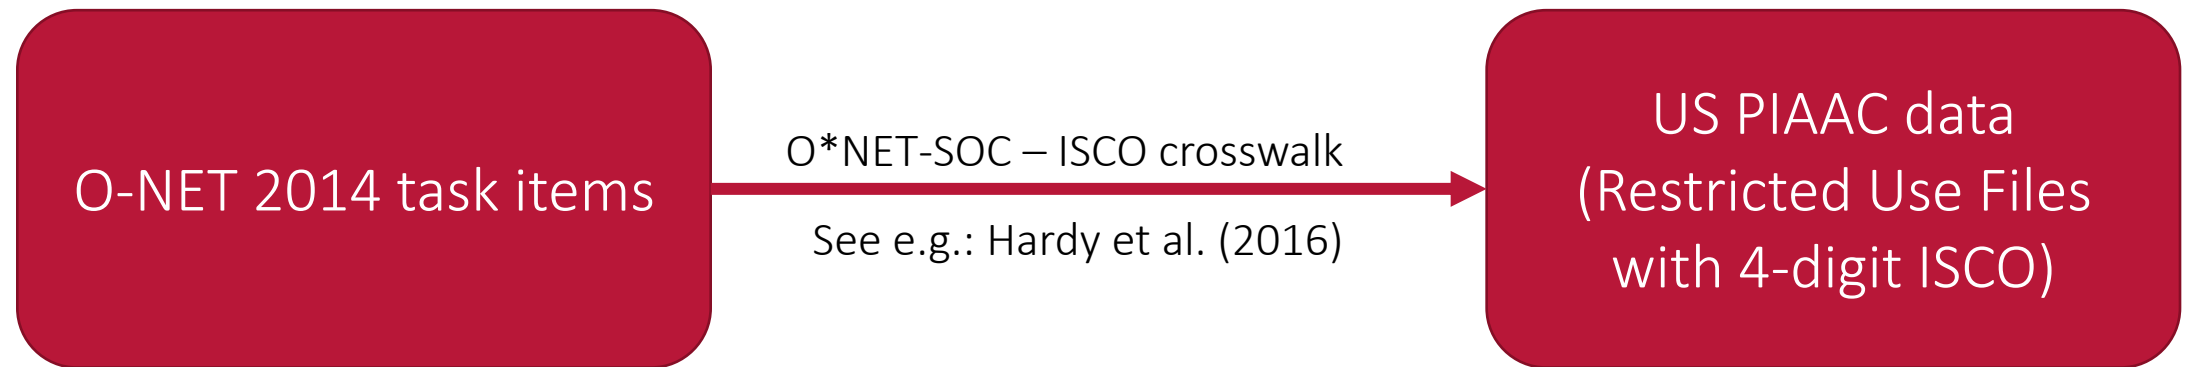 O-NET 2014 task items
O*NET-SOC – ISCO crosswalk
See e.g.: Hardy et al. (2016)
US PIAAC data
(Restricted Use Files
with 4-digit ISCO)